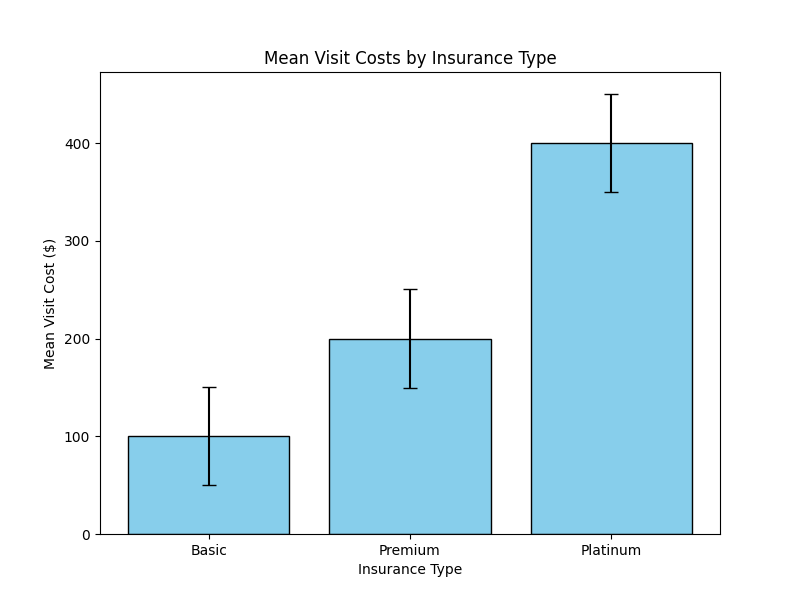 Mean Visit Costs by Insurance Type
Mean Visit Cost ($)
400
300
200
100
0
Basic
Premium
Platinum
Insurance Type